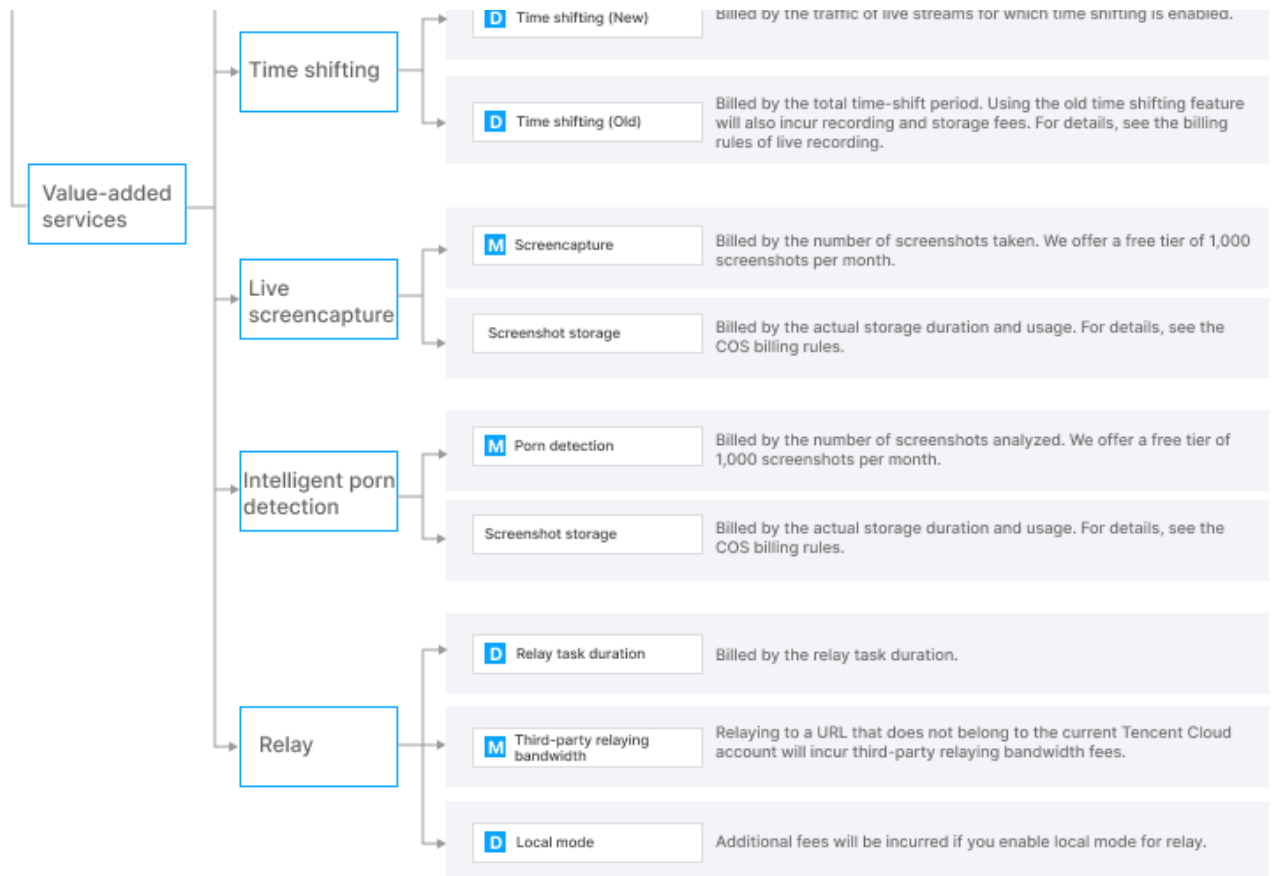 D Time shifting (New)
Billed by the traffic of live streams for which time shifting is enabled.
Time shifting
D Time shifting (Old)
Billed by the total time-shift period. Using the old time shifting feature
will also incur recording and storage fees. For details, see the billing
rules of live recording.
Value-added
services
M Screencapture
Billed by the number of screenshots taken. We offer a free tier of 1,000
screenshots per month.
Live
screencapture
Screenshot storage
Billed by the actual storage duration and usage. For details, see the
COS billing rules.
M Porn detection
Billed by the number of screenshots analyzed. We offer a free tier of
1,000 screenshots per month.
Intelligent porn
detection
Screenshot storage
Billed by the actual storage duration and usage. For details, see the
COS billing rules.
D Relay task duration
Billed by the relay task duration.
Relay
M Third-party relaying
bandwidth
Relaying to a URL that does not belong to the current Tencent Cloud
account will incur third-party relaying bandwidth fees.
D Local mode
Additional fees will be incurred if you enable local mode for relay.